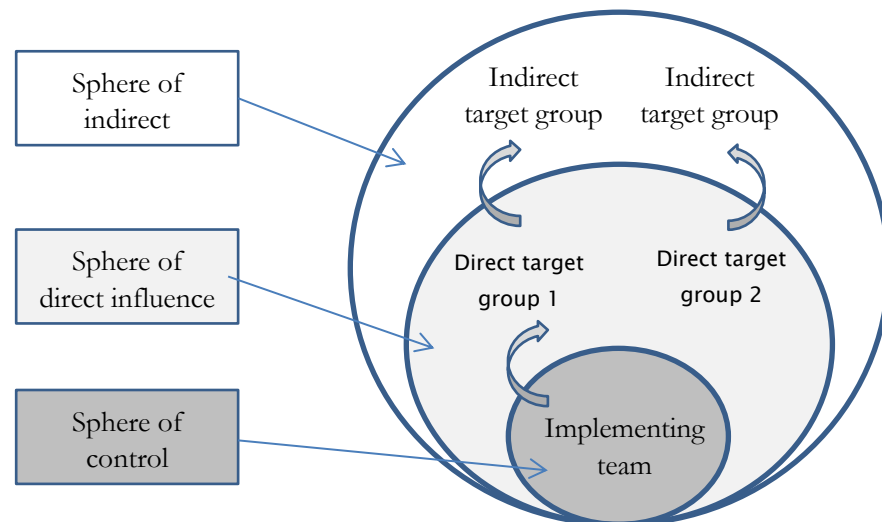 Sphere of
indirect
Indirect
target group
Indirect
target group
Sphere of
direct influence
Direct target
group 1
Direct target
group 2
Sphere of
control
Implementing
team